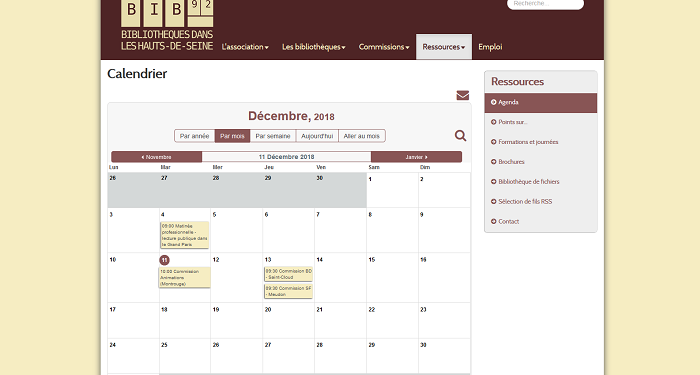 BIB92
BIBLIOTHEQUES DANS
LES HAUTS-DE-SEINE
Recherche...
L'association
Les bibliothèques
Commissions
Ressources
Emploi
Calendrier
Décembre, 2018
Par année
Par mois
Par semaine
Aujourd'hui
Aller au mois
Novembre
11 Décembre 2018
Janvier
Lun Mar Mer Jeu Ven Sam Dim
26 27 28 29 30 1 2
3 4 5 6 7 8 9
09:00 Matinée
professionnelle -
lecture publique dans
le Grand Paris
10 11 12 13 14 15 16
10:00 Commission
Animations
(Montrouge)
09:30 Commission BD
- Saint-Cloud
09:30 Commission SF
- Meudon
17 18 19 20 21 22 23
24 25 26 27 28 29 30
Ressources
Agenda
Points sur...
Formations et journées
Brochures
Bibliothèque de fichiers
Sélection de fils RSS
Contact